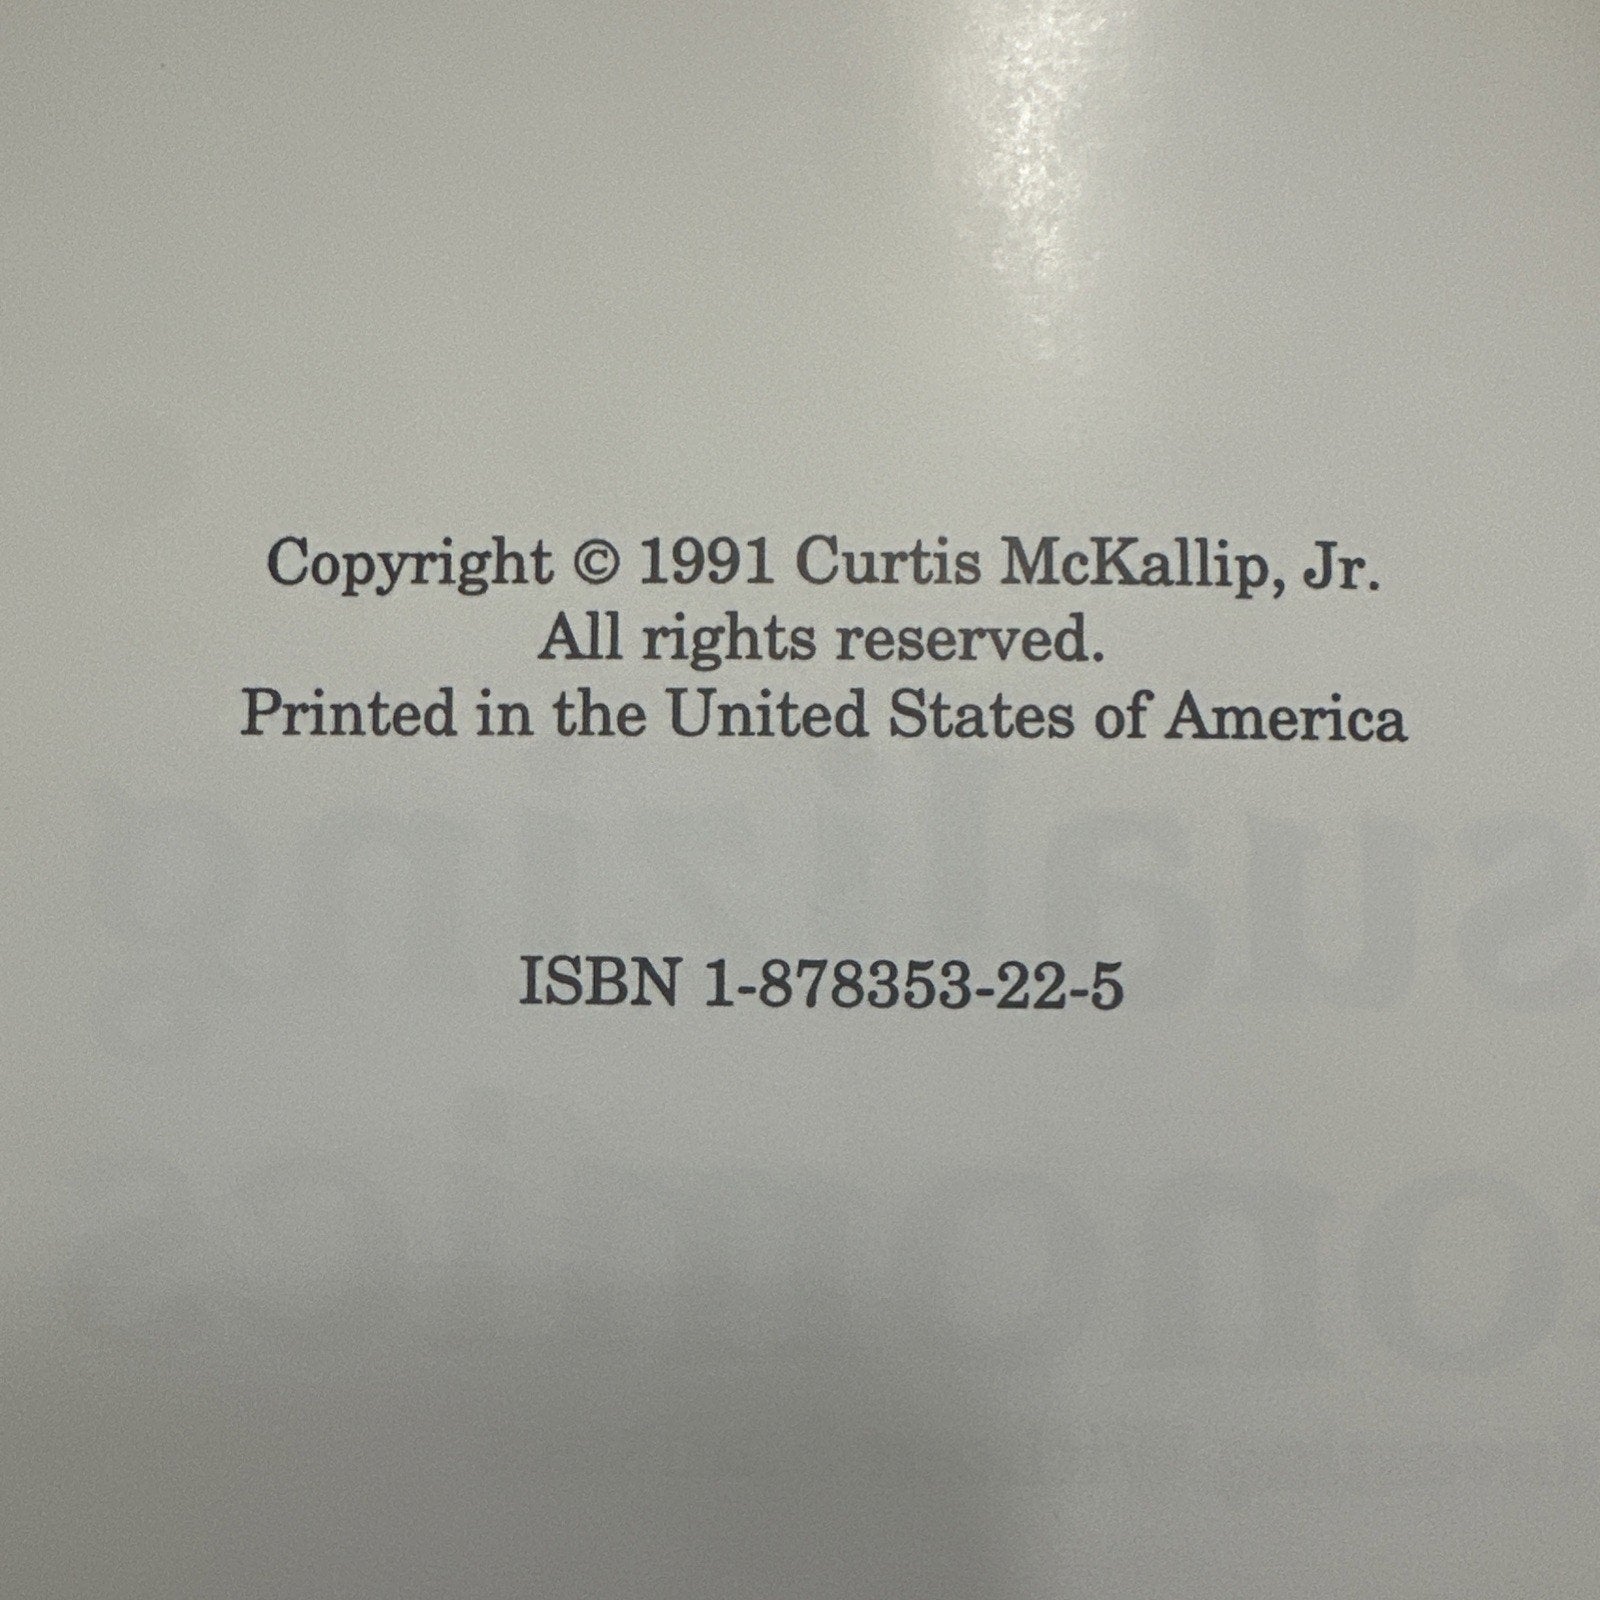 Copyright © 1991 Curtis McKallip, Jr.
All rights reserved.
Printed in the United States of America
ISBN 1-878353-22-5